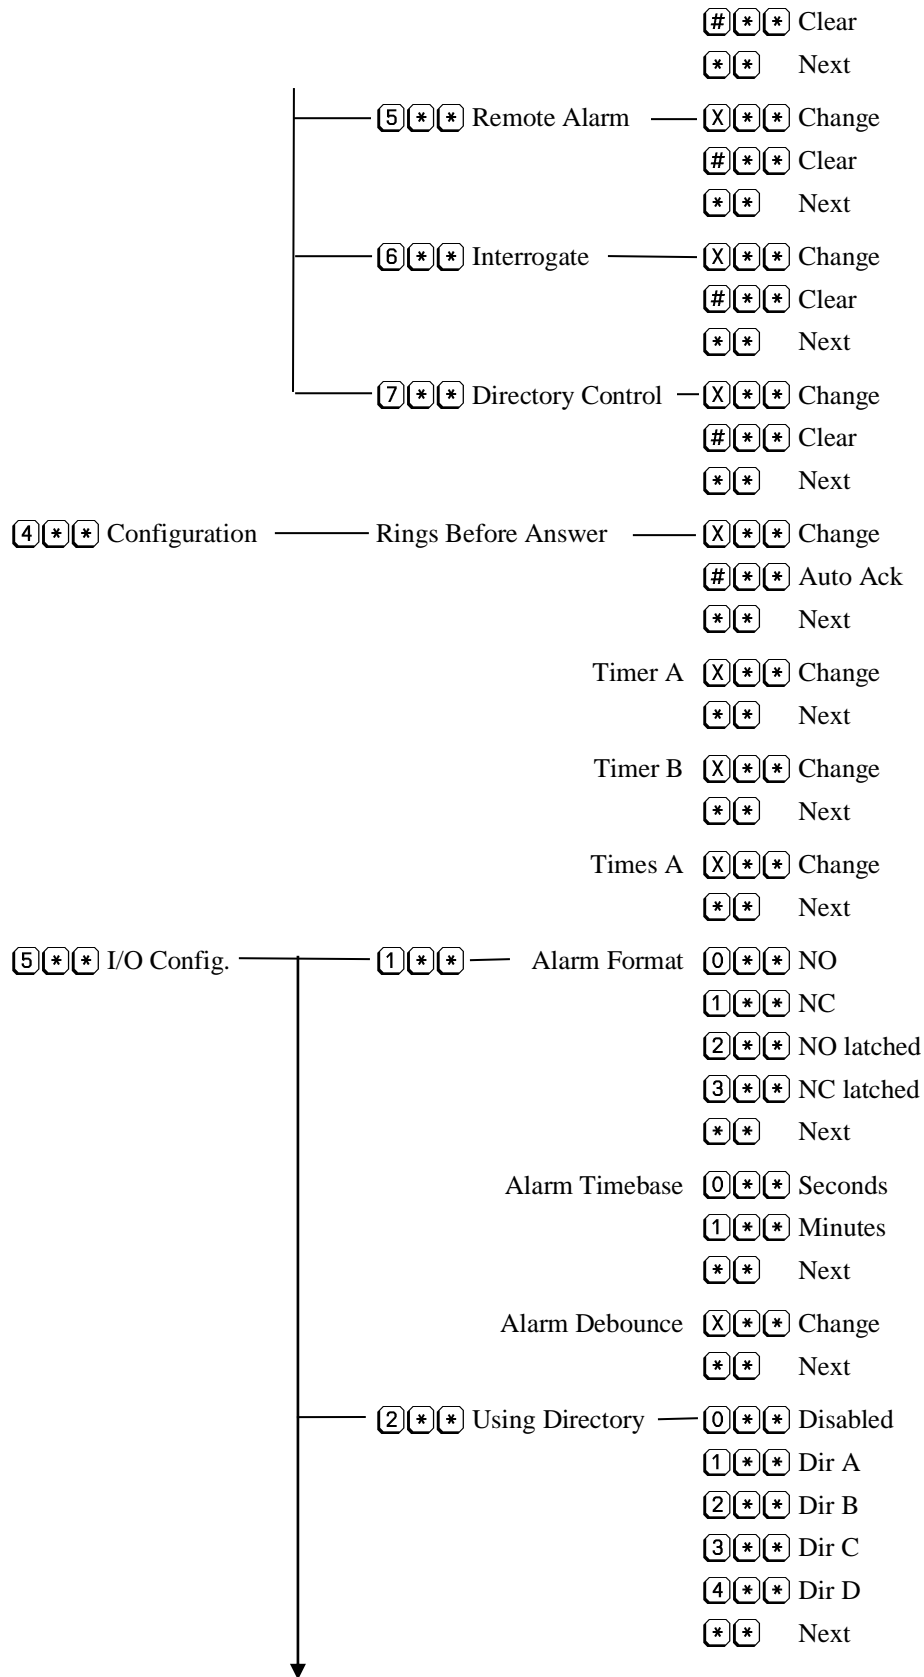 #** Clear
** Next
5** Remote Alarm X** Change
#** Clear
** Next
6** Interrogate X** Change
#** Clear
** Next
7** Directory Control X** Change
#** Clear
** Next
4** Configuration Rings Before Answer X** Change
#** Auto Ack
** Next
Timer A X** Change
** Next
Timer B X** Change
** Next
Times A X** Change
** Next
5** I/O Config. 1** Alarm Format 0** NO
1** NC
2** NO latched
3** NC latched
** Next
Alarm Timebase 0** Seconds
1** Minutes
** Next
Alarm Debounce X** Change
** Next
2** Using Directory 0** Disabled
1** Dir A
2** Dir B
3** Dir C
4** Dir D
** Next